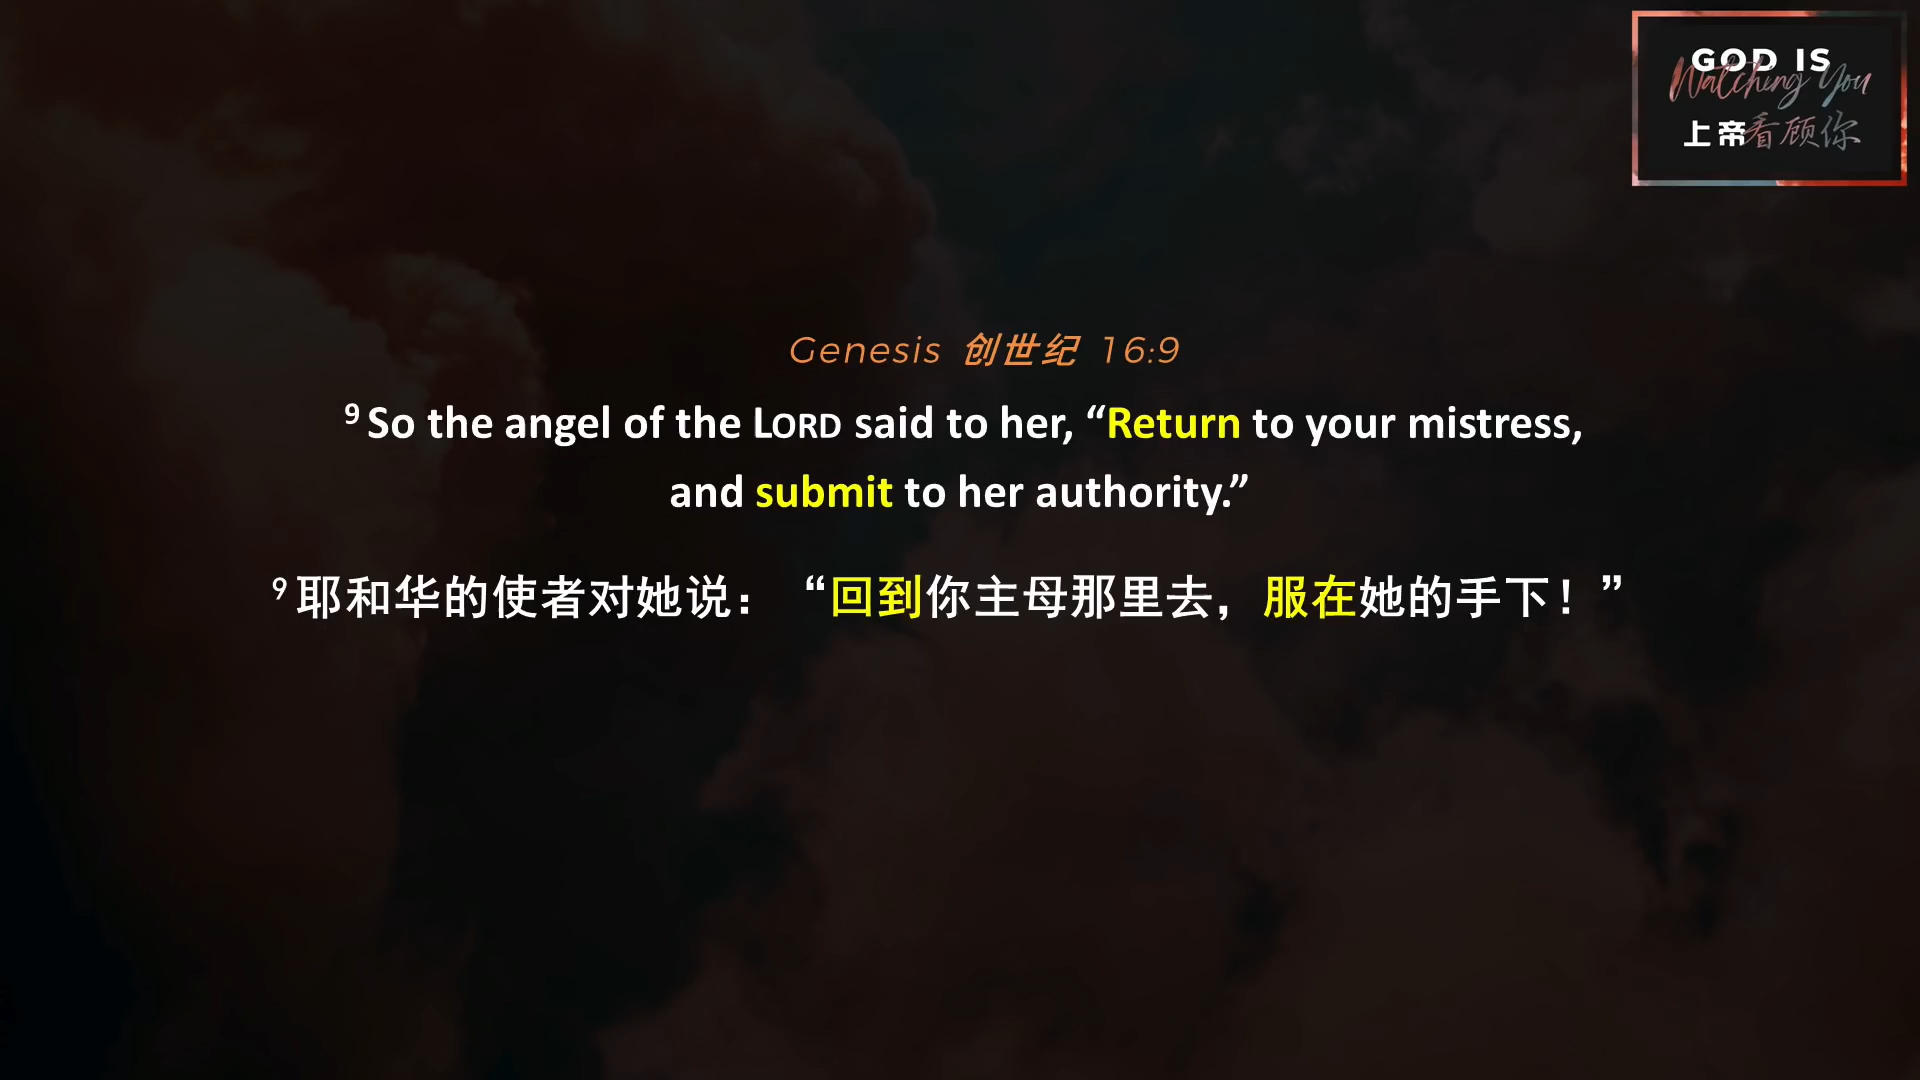 GOD IS
Watching You
上帝看顾你
Genesis 创世纪 16:9
9 So the angel of the LORD said to her, “Return to your mistress,
and submit to her authority.”
9 耶和华的使者对她说：“回到你主母那里去，服在她的手下！”